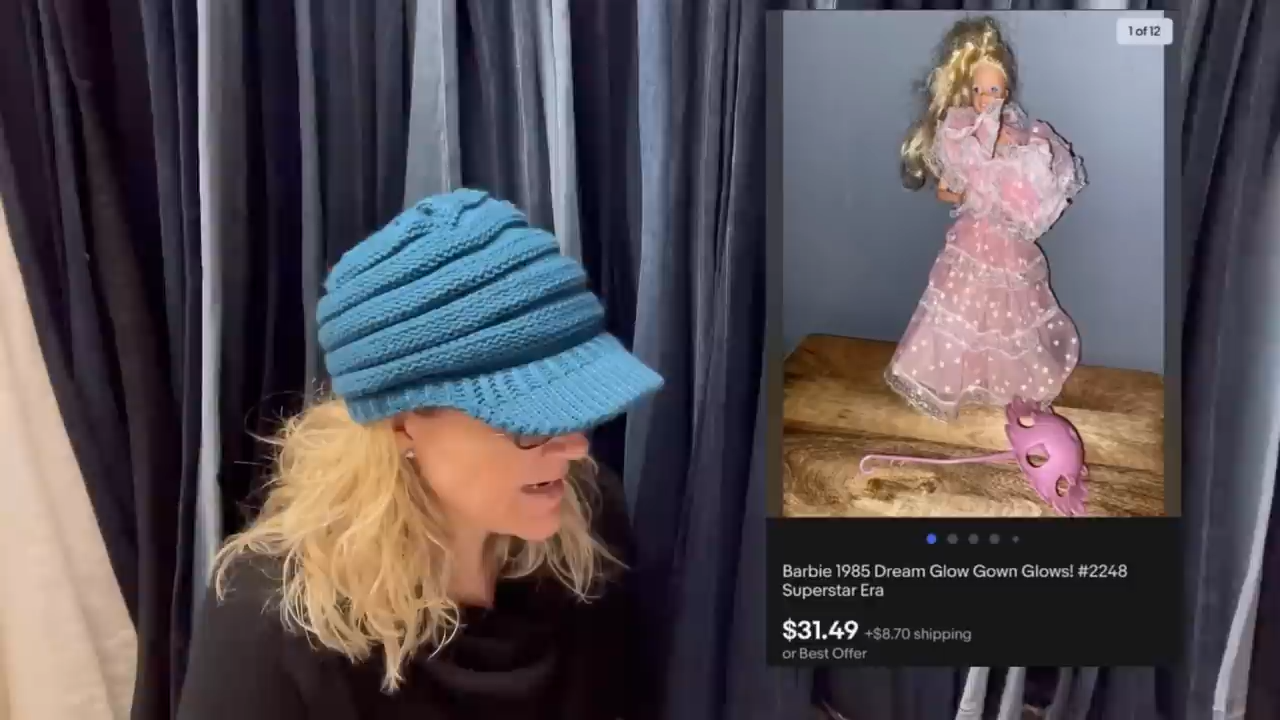 1 of 12
Barbie 1985 Dream Glow Gown Glows! #2248
Superstar Era
$31.49 +$8.70 shipping
or Best Offer